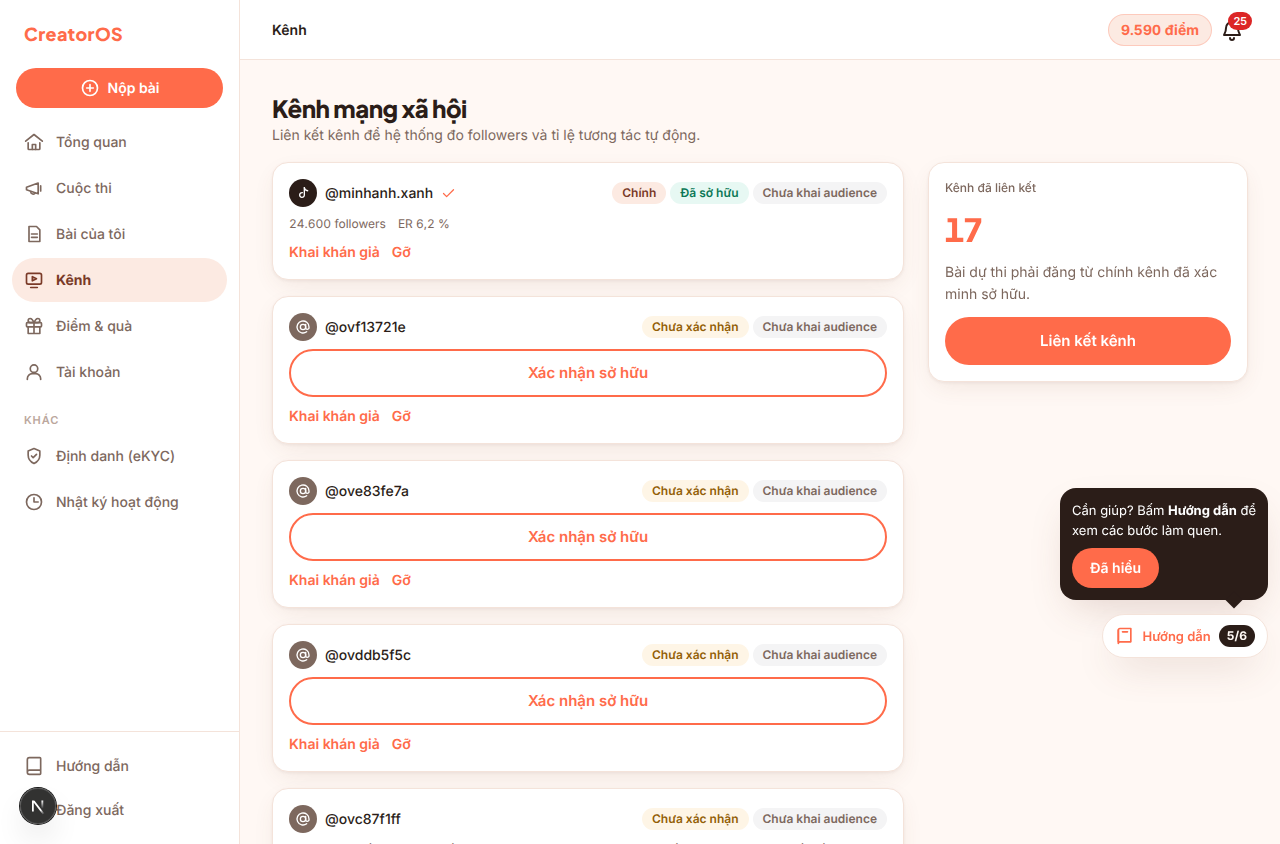 CreatorOS
Nộp bài
Tổng quan
Cuộc thi
Bài của tôi
Kênh
Điểm & quà
Tài khoản
KHÁC
Định danh (eKYC)
Nhật ký hoạt động
Hướng dẫn
N
Đăng xuất
Kênh
9.590 điểm
25
Kênh mạng xã hội
Liên kết kênh để hệ thống đo followers và tỉ lệ tương tác tự động.
@minhanh.xanh
Chính
Đã sở hữu
Chưa khai audience
24.600 followers ER 6,2 %
Khai khán giả Gỡ
@ovf13721e
Chưa xác nhận
Chưa khai audience
Xác nhận sở hữu
Khai khán giả Gỡ
@ove83fe7a
Chưa xác nhận
Chưa khai audience
Xác nhận sở hữu
Khai khán giả Gỡ
@ovddb5f5c
Chưa xác nhận
Chưa khai audience
Xác nhận sở hữu
Khai khán giả Gỡ
@ovc87f1ff
Chưa xác nhận
Chưa khai audience
Kênh đã liên kết
17
Bài dự thi phải đăng từ chính kênh đã xác
minh sở hữu.
Liên kết kênh
Cần giúp? Bấm Hướng dẫn để
xem các bước làm quen.
Đã hiểu
Hướng dẫn 5/6